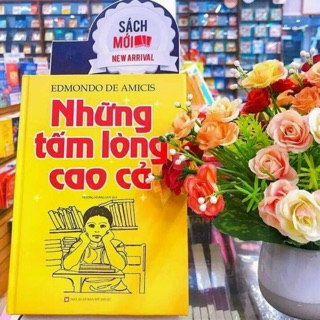 SÁCH
MỚI!!!
NEW ARRIVAL
EDMONDO DE AMICIS
Những
tấm lòng
cao cả